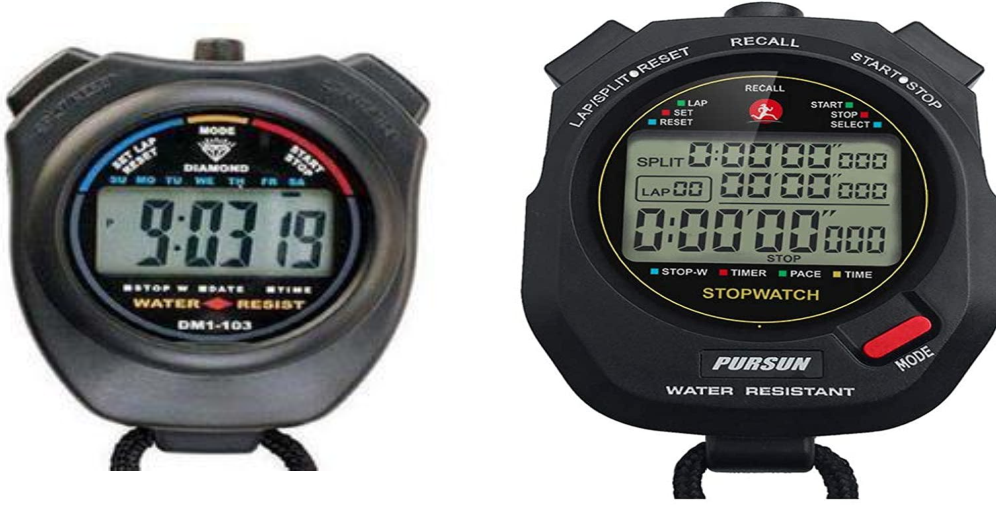 MODE
SET LAP
RESET
START
STOP
DIAMOND
SU MO TU WE TH FR SA
P
9:03 19
STOP W DATE TIME
WATER RESIST
DM1-103
LAP/SPLIT•RESET
RECALL
START•STOP
RECALL
LAP
SET
RESET
START
STOP
SELECT
SPLIT 0:00'00"000
LAP 00 00'00"000
0:00'00"000
STOP
STOP-W TIMER PACE TIME
STOPWATCH
MODE
PURSUN
WATER RESISTANT